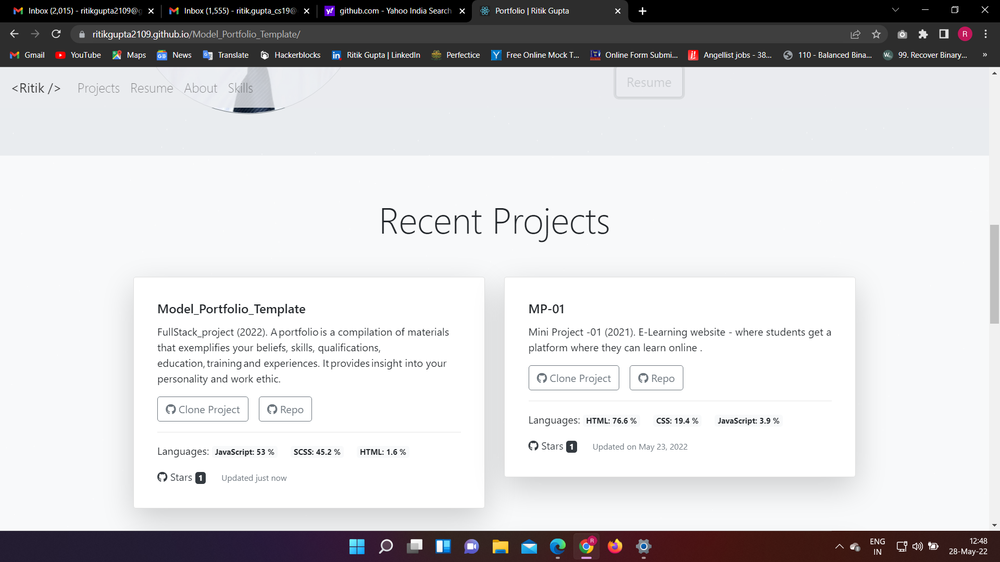 Inbox (2,015) - ritikgupta2109@g
Inbox (1,555) - ritik.gupta_cs19@
github.com - Yahoo India Search
Portfolio | Ritik Gupta
ritikgupta2109.github.io/Model_Portfolio_Template/
R
Gmail
YouTube
Maps
News
Translate
Hackerblocks
Ritik Gupta | LinkedIn
Perfectice
Free Online Mock T...
Online Form Submi...
Angellist jobs - 38...
110 - Balanced Bina...
99. Recover Binary...
»
<Ritik />
Projects
Resume
About
Skills
Resume
Recent Projects
Model_Portfolio_Template
FullStack_project (2022). A portfolio is a compilation of materials
that exemplifies your beliefs, skills, qualifications,
education, training and experiences. It provides insight into your
personality and work ethic.
Clone Project
Repo
Languages: JavaScript: 53 % SCSS: 45.2 % HTML: 1.6 %
Stars 1 Updated just now
MP-01
Mini Project -01 (2021). E-Learning website - where students get a
platform where they can learn online .
Clone Project
Repo
Languages: HTML: 76.6 % CSS: 19.4 % JavaScript: 3.9 %
Stars 1 Updated on May 23, 2022
R
ENG
IN
12:48
28-May-22